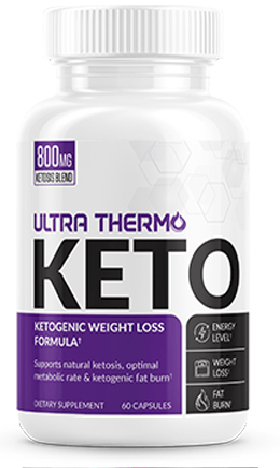 800MG
KETOSIS BLEND
ULTRA THERMO
KETO
KETOGENIC WEIGHT LOSS
FORMULA†
Supports natural ketosis, optimal
metabolic rate & ketogenic fat burn†
DIETARY SUPPLEMENT 60-CAPSULES
ENERGY
LEVEL†
WEIGHT
LOSS†
FAT
BURN†